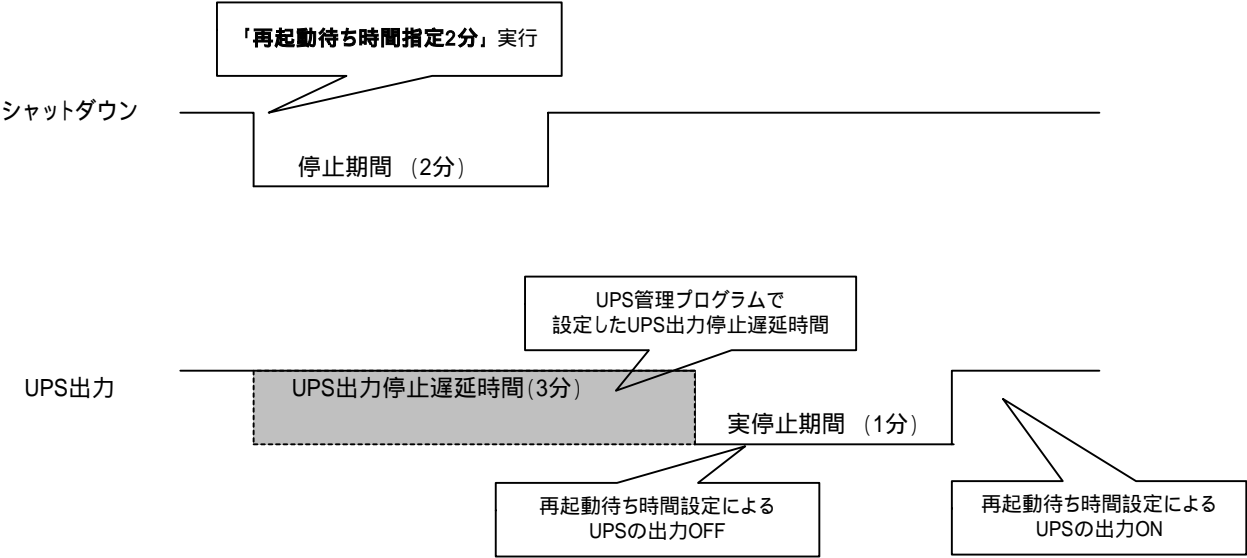 「再起動待ち時間指定2分」実行
シャットダウン
停止期間 (2分)
UPS管理プログラムで
設定したUPS出力停止遅延時間
UPS出力
UPS出力停止遅延時間(3分)
実停止期間 (1分)
再起動待ち時間設定による
UPSの出力OFF
再起動待ち時間設定による
UPSの出力ON